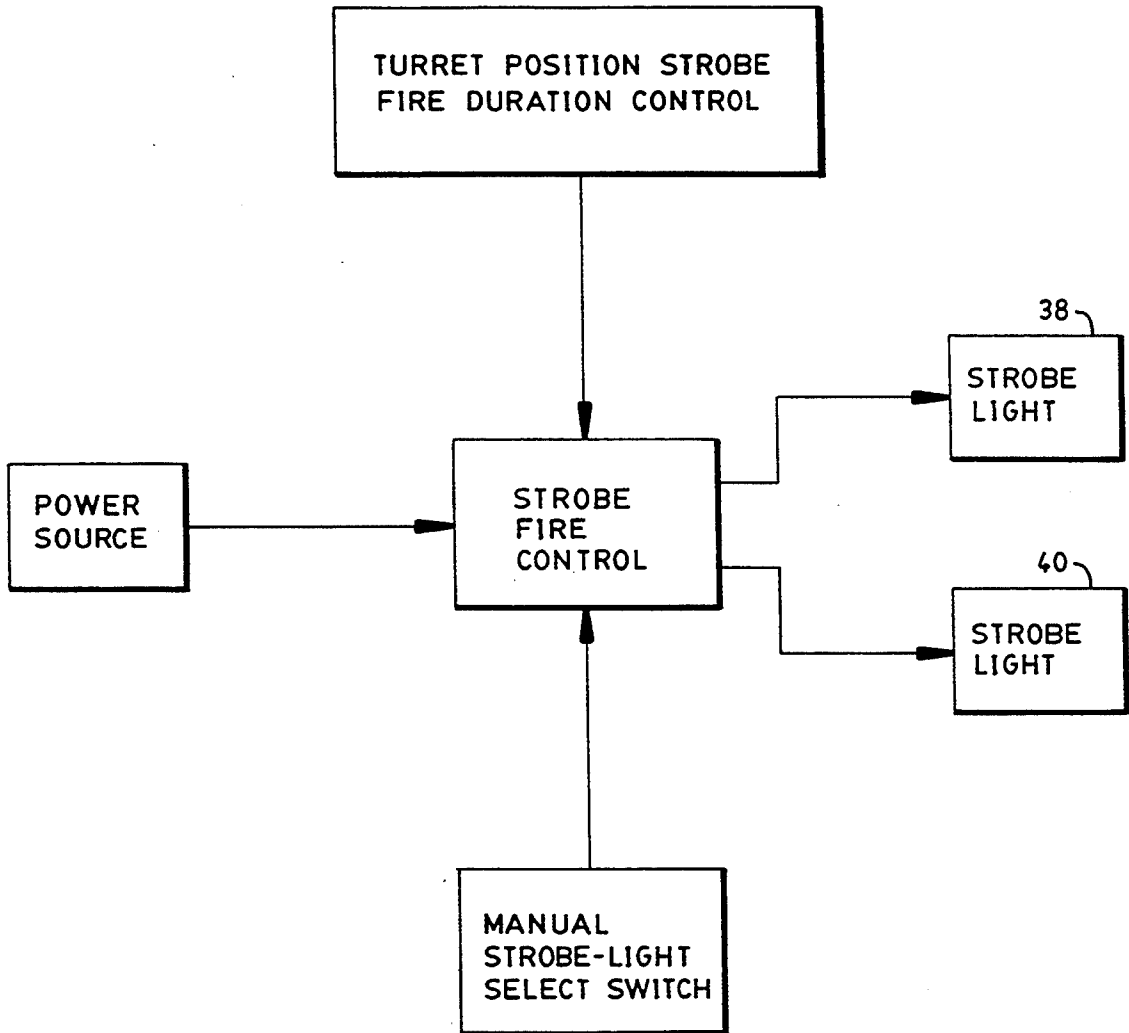 TURRET POSITION STROBE
FIRE DURATION CONTROL
38
STROBE
LIGHT
POWER
SOURCE
STROBE
FIRE
CONTROL
40
STROBE
LIGHT
MANUAL
STROBE-LIGHT
SELECT SWITCH